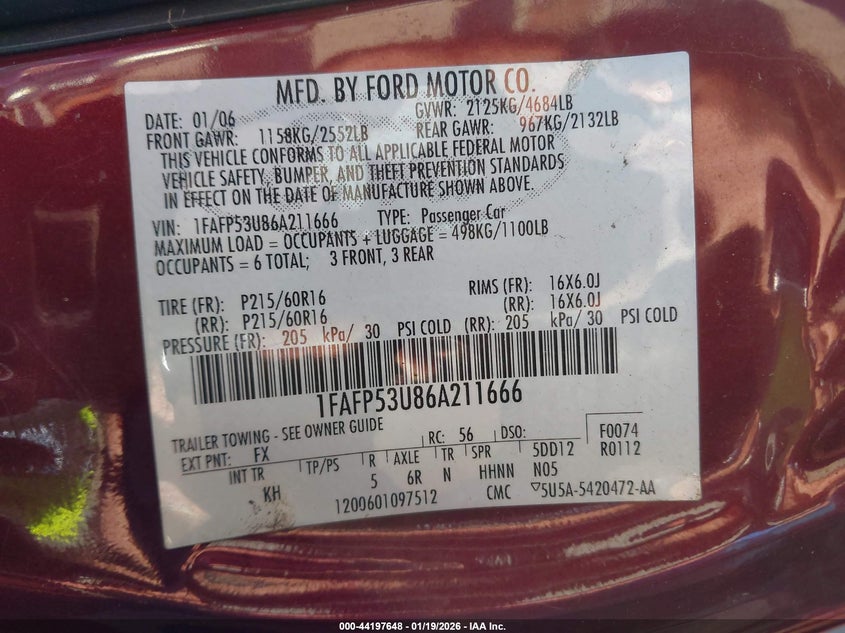 MFD. BY FORD MOTOR CO.
DATE: 01/06 GVWR: 2125KG/4684LB
FRONT GAWR: 1158KG/2552LB REAR GAWR: 967KG/2132LB
THIS VEHICLE CONFORMS TO ALL APPLICABLE FEDERAL MOTOR
VEHICLE SAFETY, BUMPER, AND THEFT PREVENTION STANDARDS
IN EFFECT ON THE DATE OF MANUFACTURE SHOWN ABOVE.
VIN: 1FAFP53U86A211666 TYPE: Passenger Car
MAXIMUM LOAD = OCCUPANTS + LUGGAGE = 498KG/1100LB
OCCUPANTS = 6 TOTAL; 3 FRONT, 3 REAR
TIRE (FR): P215/60R16 RIMS (FR): 16X6.0J
(RR): P215/60R16 (RR): 16X6.0J
PRESSURE (FR): 205 kPa/ 30 PSI COLD (RR): 205 kPa/ 30 PSI COLD
1FAFP53U86A211666
TRAILER TOWING - SEE OWNER GUIDE RC: 56 DSO: F0074
EXT PNT: FX 5DD12 R0112
INT TR TP/PS R AXLE TR SPR N05
KH 5 6R N HHNN
1200601097512 CMC ▽5U5A-5420472-AA
000-44197648 - 01/19/2026 - IAA Inc.